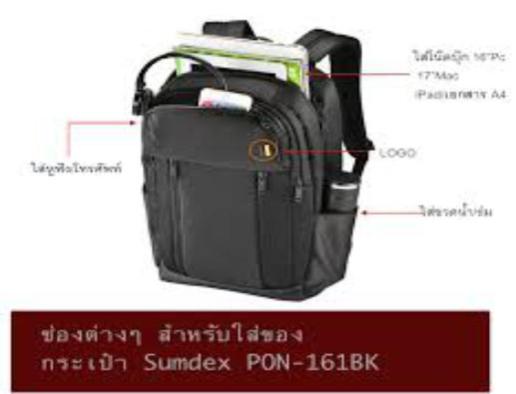 ใส่โน๊ตบุ๊ก 16"Pc
17"Mac
iPad/เอกสาร A4
LOGO
ใส่หูฟังโทรศัพท์
ใส่ขวดน้ำ/ร่ม
ช่องต่างๆ สำหรับใส่ของ
กระเป๋า Sumdex PON-161BK